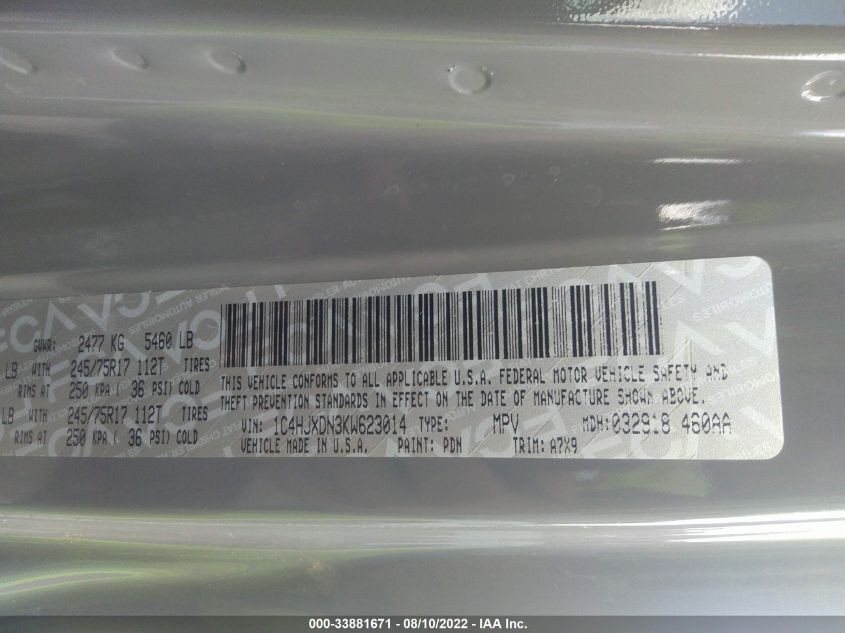 GVWR: 2477 KG 5460 LB
LB WITH 245/75R17 112T TIRES
RIMS AT 250 KPA ( 36 PSI) COLD
LB WITH 245/75R17 112T TIRES
RIMS AT 250 KPA ( 36 PSI) COLD
THIS VEHICLE CONFORMS TO ALL APPLICABLE U.S.A. FEDERAL MOTOR VEHICLE SAFETY AND
THEFT PREVENTION STANDARDS IN EFFECT ON THE DATE OF MANUFACTURE SHOWN ABOVE.
VIN: 1C4HJXDN3KW623014 TYPE: MPV MDH: 032918 460AA
VEHICLE MADE IN U.S.A. PAINT: PDN TRIM: A7X9
000-33881671 - 08/10/2022 - IAA Inc.